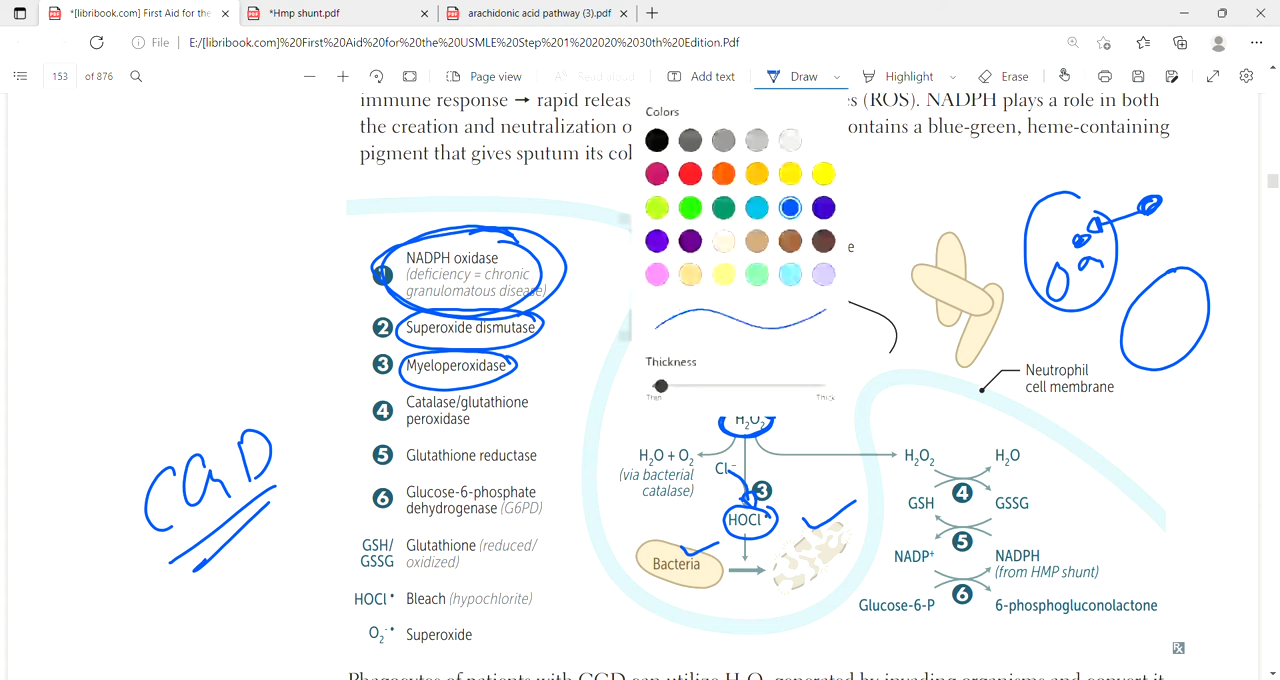 *[libribook.com] First Aid for the
*Hmp shunt.pdf
arachidonic acid pathway (3).pdf
File
E:/[libribook.com]%20First%20Aid%20for%20the%20USMLE%20Step%201%202020%2030th%20Edition.Pdf
153 of 876
Page view
Read aloud
Add text
Draw
Highlight
Erase
immune response → rapid releas
s (ROS). NADPH plays a role in both
the creation and neutralization o
ontains a blue-green, heme-containing
pigment that gives sputum its col
Colors
Thickness
Thin
Thick
1 NADPH oxidase
(deficiency = chronic
granulomatous disease)
2 Superoxide dismutase
3 Myeloperoxidase
4 Catalase/glutathione
peroxidase
5 Glutathione reductase
6 Glucose-6-phosphate
dehydrogenase (G6PD)
GSH/
GSSG
Glutathione (reduced/
oxidized)
HOCl• Bleach (hypochlorite)
O2-• Superoxide
CGD
Neutrophil
cell membrane
H2O2
H2O + O2
(via bacterial
catalase)
Cl–
3
HOCl•
Bacteria
H2O2
H2O
4
GSH
GSSG
5
NADP+
NADPH
(from HMP shunt)
6
Glucose-6-P
6-phosphogluconolactone
Rx
Phagocytes of patients with CGD can utilize H2O2 generated by invading organisms and convert it